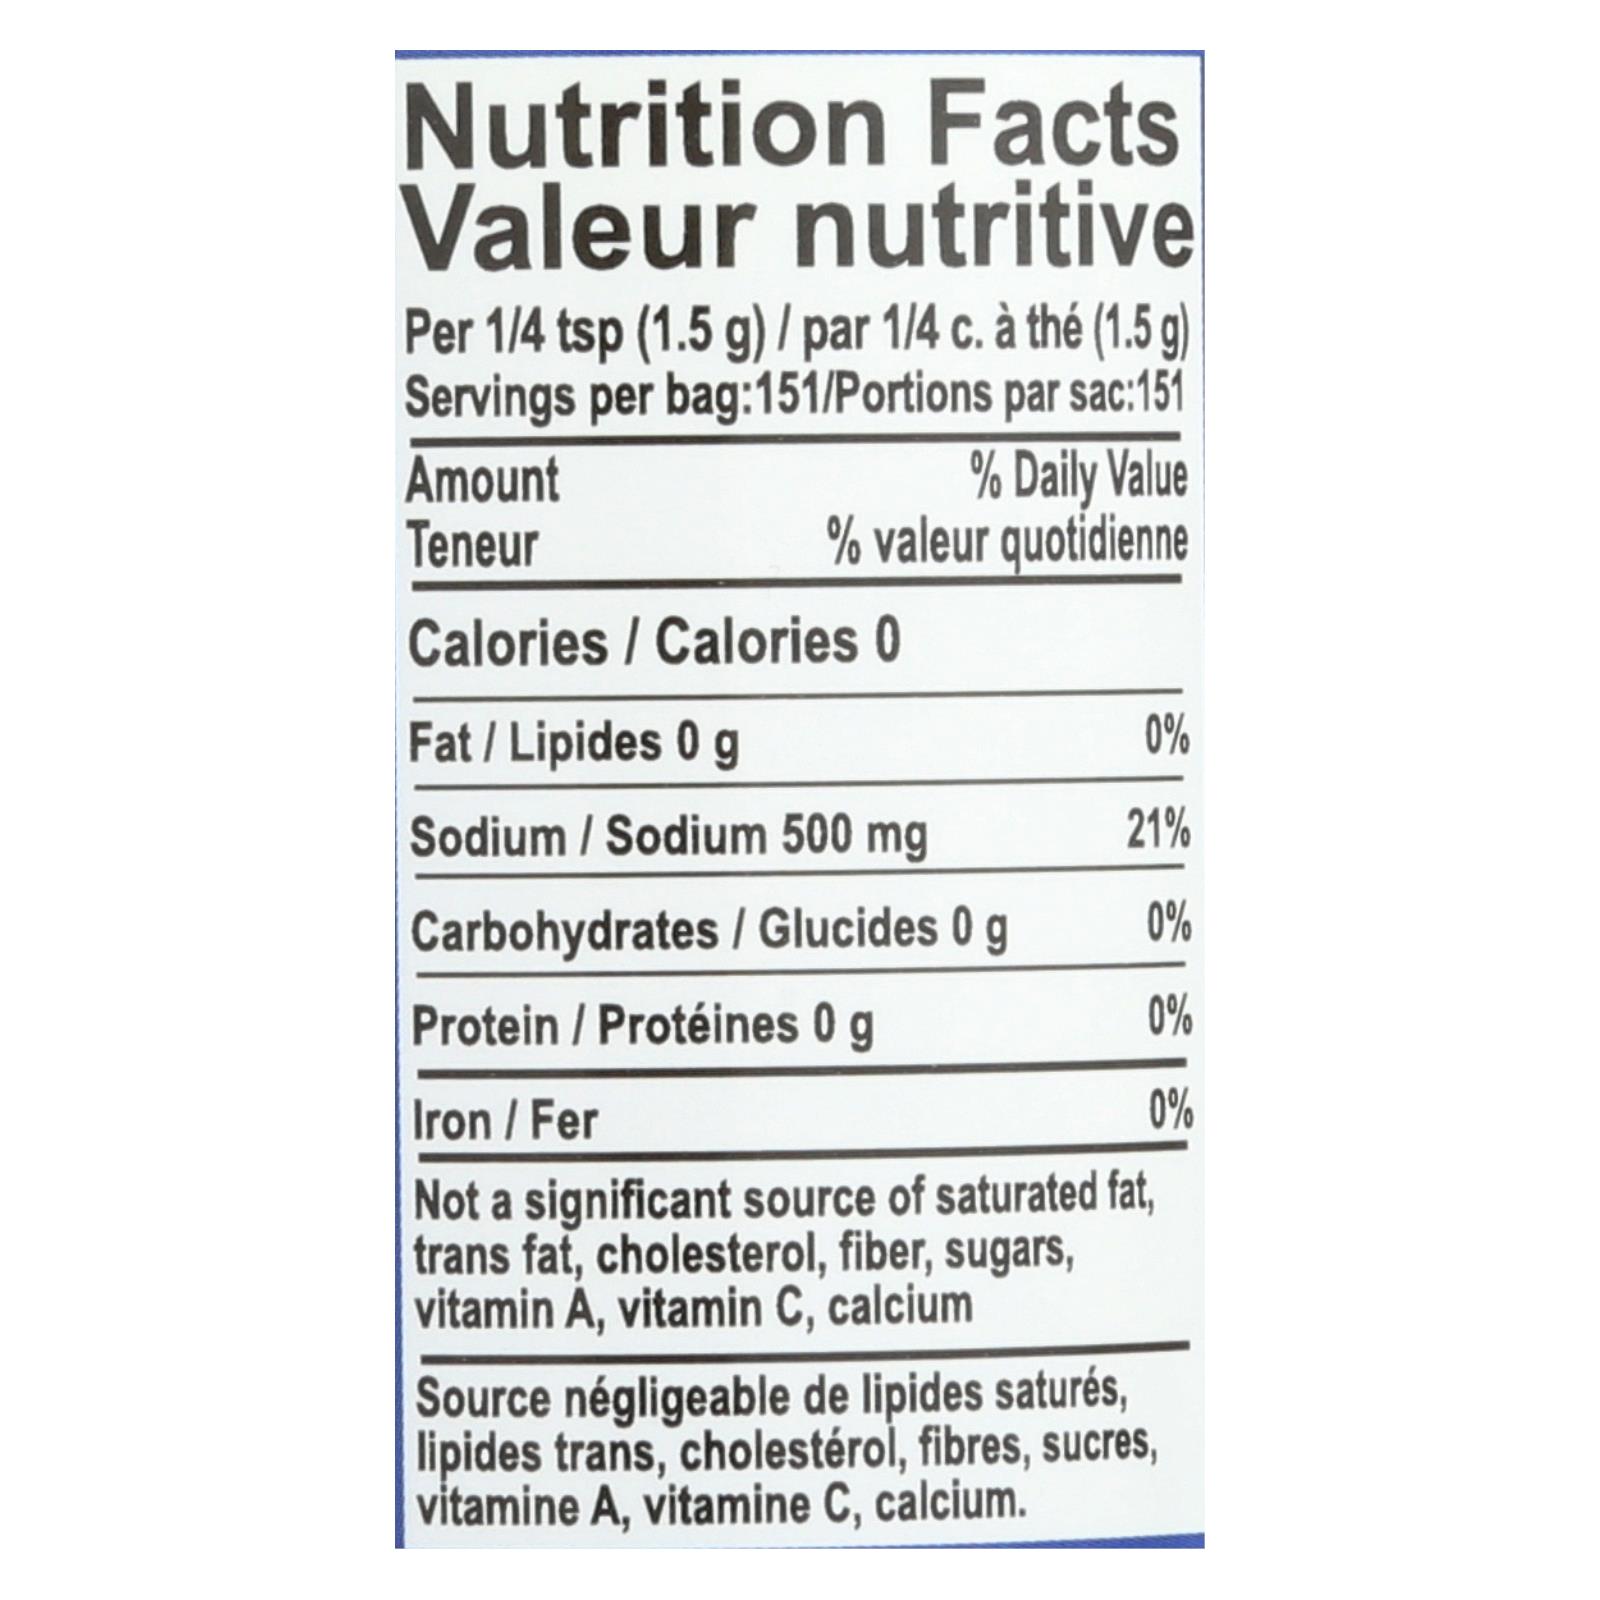 Nutrition Facts
Valeur nutritive
Per 1/4 tsp (1.5 g) / par 1/4 c. à thé (1.5 g)
Servings per bag:151/Portions par sac:151
Amount % Daily Value
Teneur % valeur quotidienne
Calories / Calories 0
Fat / Lipides 0 g 0%
Sodium / Sodium 500 mg 21%
Carbohydrates / Glucides 0 g 0%
Protein / Protéines 0 g 0%
Iron / Fer 0%
Not a significant source of saturated fat,
trans fat, cholesterol, fiber, sugars,
vitamin A, vitamin C, calcium
Source négligeable de lipides saturés,
lipides trans, cholestérol, fibres, sucres,
vitamine A, vitamine C, calcium.